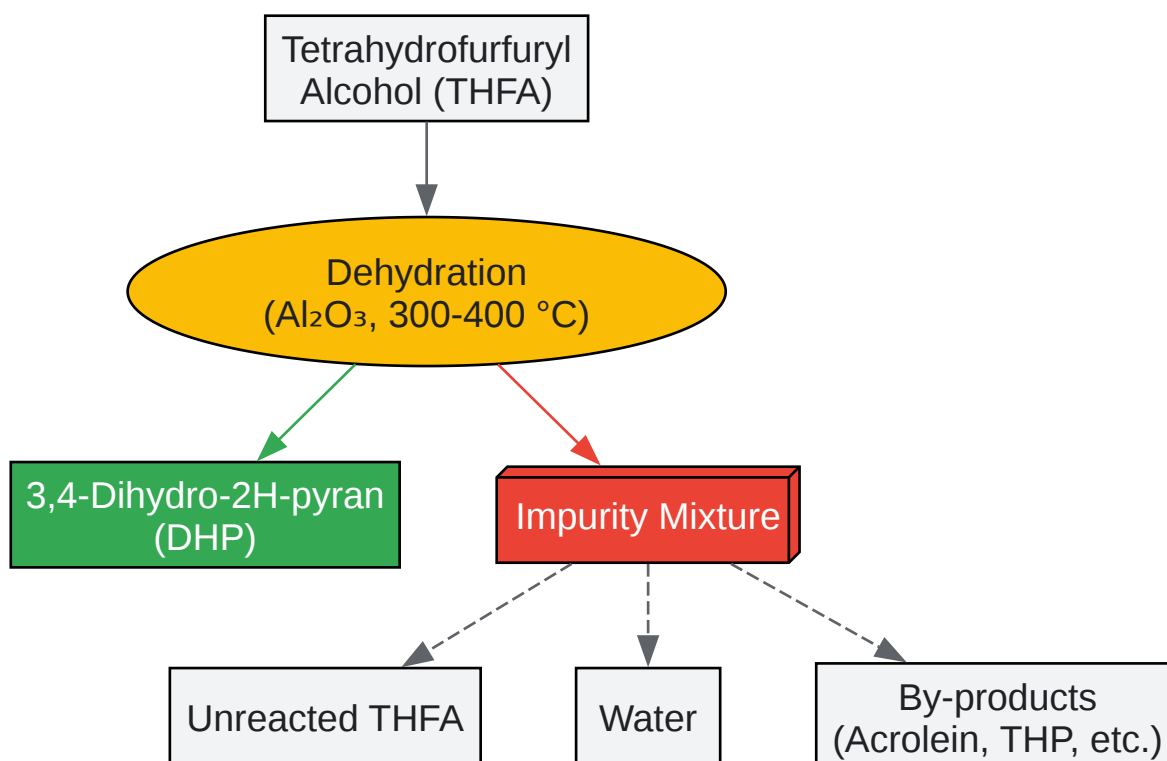 Tetrahydrofurfuryl
Alcohol (THFA)
Dehydration
(Al₂O₃, 300-400 °C)
3,4-Dihydro-2H-pyran
(DHP)
Impurity Mixture
Unreacted THFA
Water
By-products
(Acrolein, THP, etc.)